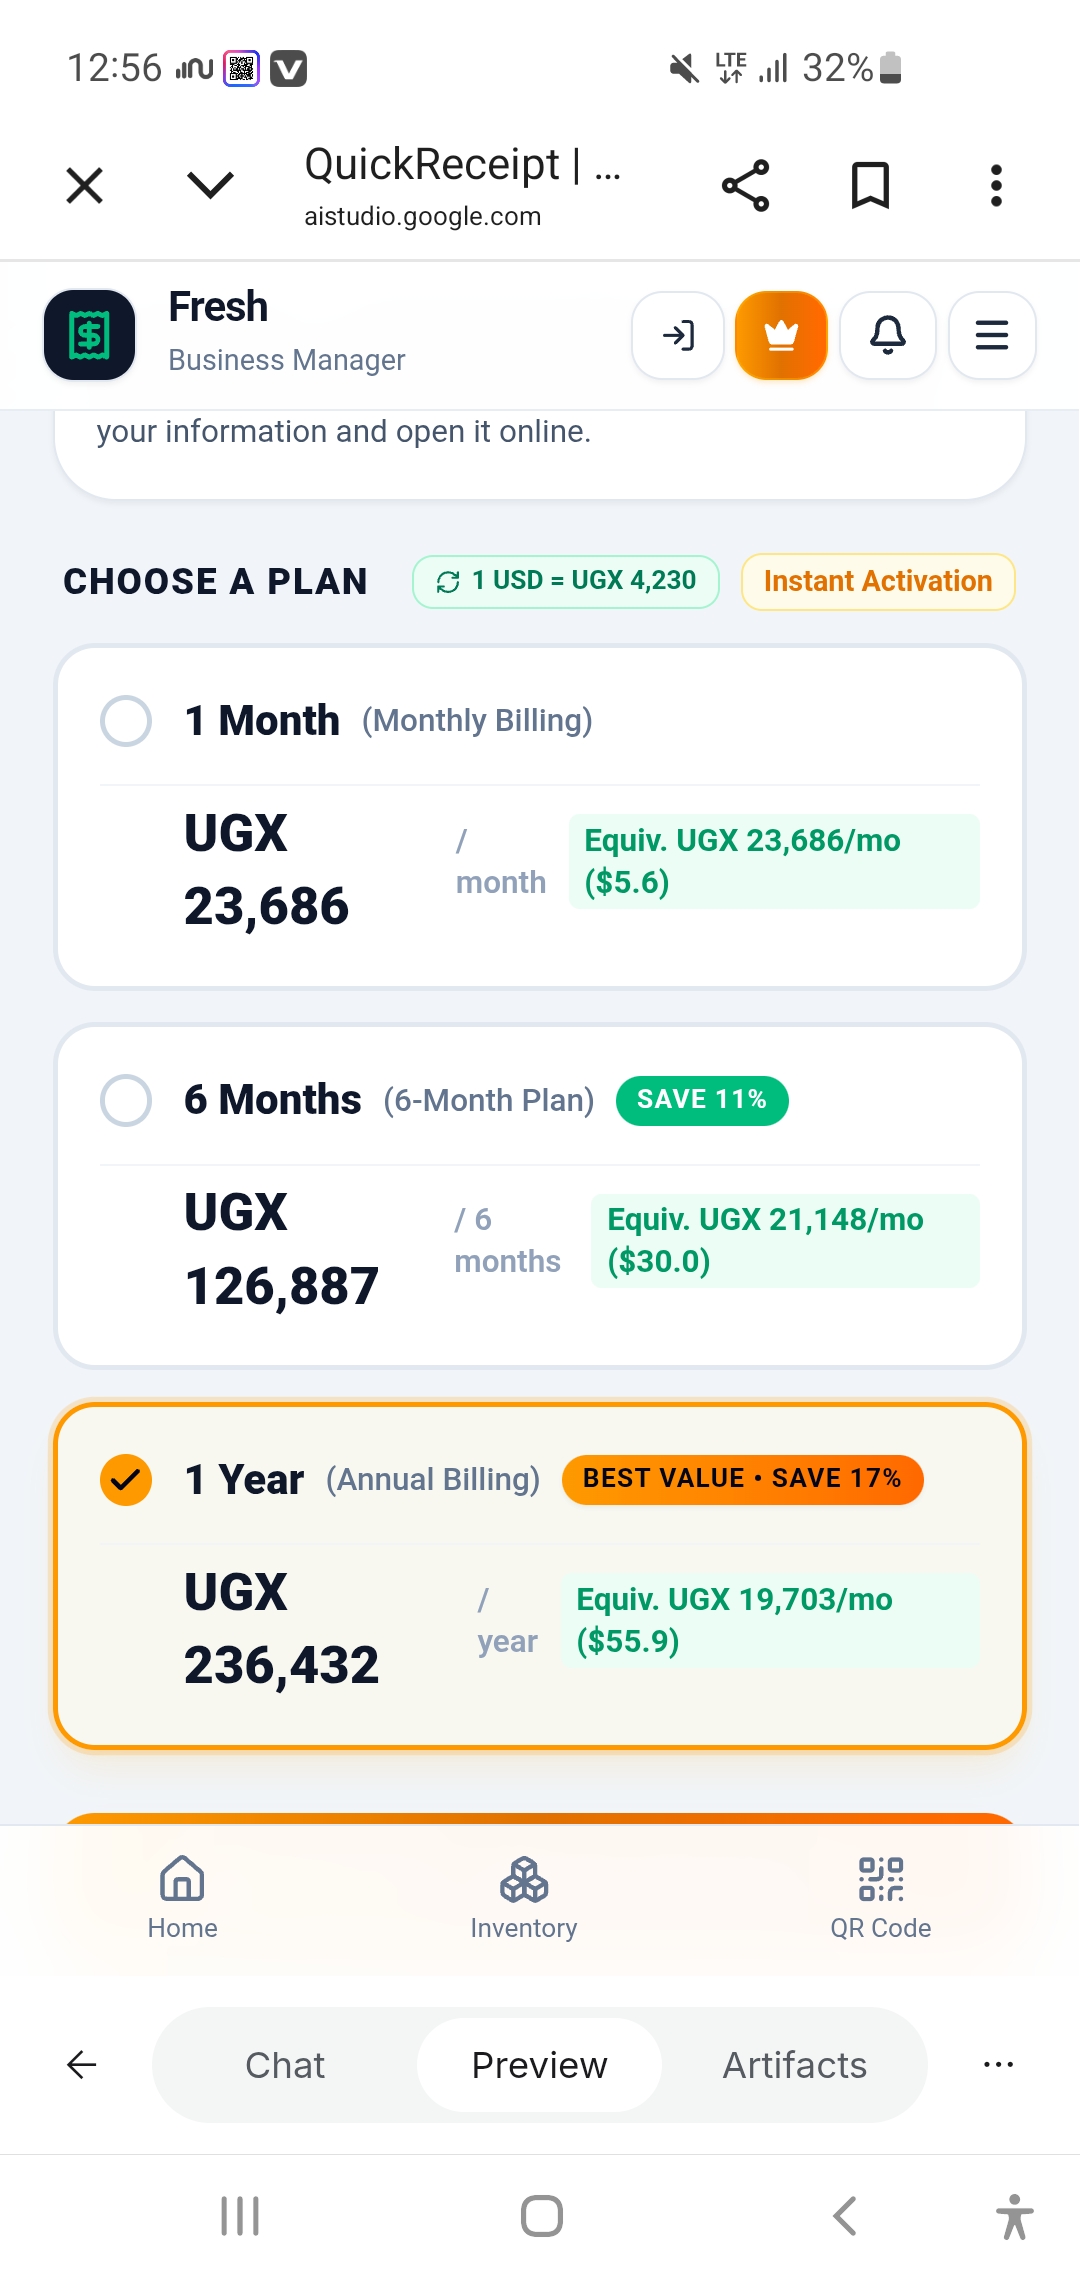 12:56
LTE
32%
QuickReceipt | ...
aistudio.google.com
Fresh
Business Manager
your information and open it online.
CHOOSE A PLAN
1 USD = UGX 4,230
Instant Activation
1 Month (Monthly Billing)
UGX 23,686
/ month
Equiv. UGX 23,686/mo
($5.6)
6 Months (6-Month Plan) SAVE 11%
UGX 126,887
/ 6 months
Equiv. UGX 21,148/mo
($30.0)
1 Year (Annual Billing) BEST VALUE • SAVE 17%
UGX 236,432
/ year
Equiv. UGX 19,703/mo
($55.9)
Home
Inventory
QR Code
Chat
Preview
Artifacts